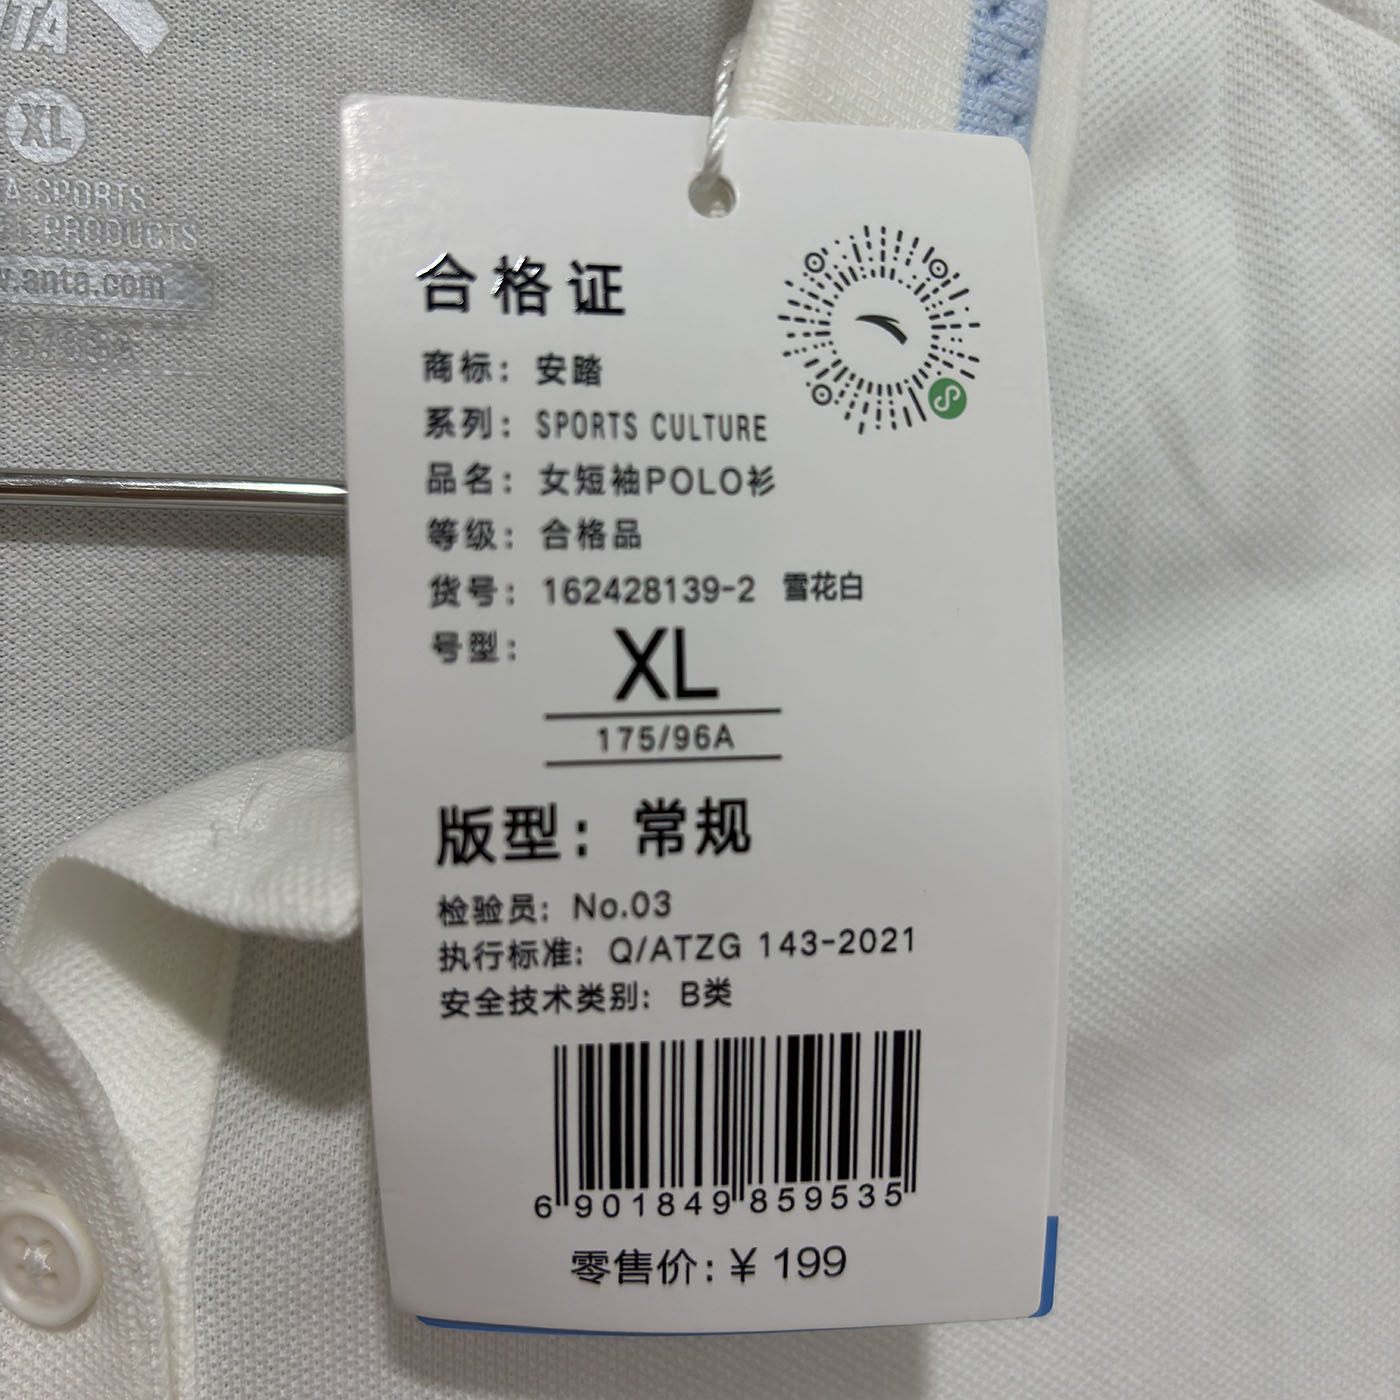 XL
SPORTS
PRODUCTS
.anta.com
合格证
商标：安踏
系列：SPORTS CULTURE
品名：女短袖POLO衫
等级：合格品
货号：162428139-2 雪花白
号型：XL
175/96A
版型：常规
检验员：No.03
执行标准：Q/ATZG 143-2021
安全技术类别：B类
6901849859535
零售价：¥ 199